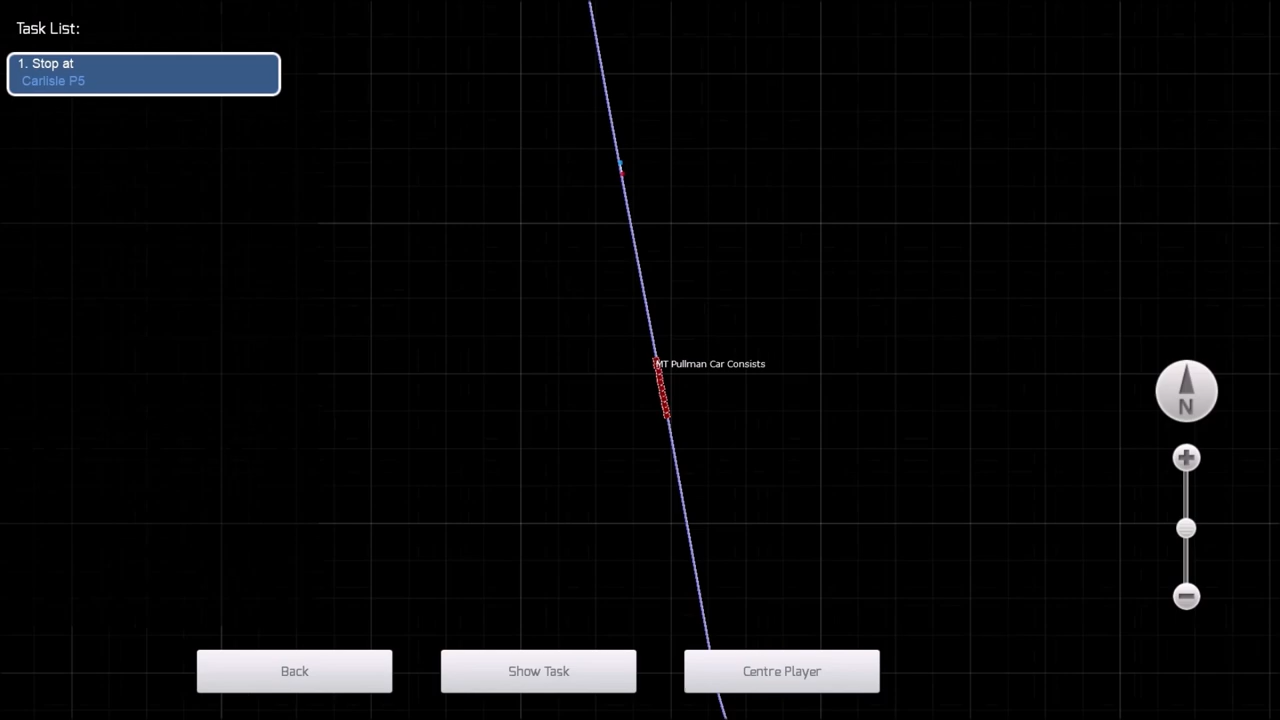 Task List:
1. Stop at
Carlisle P5
MT Pullman Car Consists
N
Back
Show Task
Centre Player